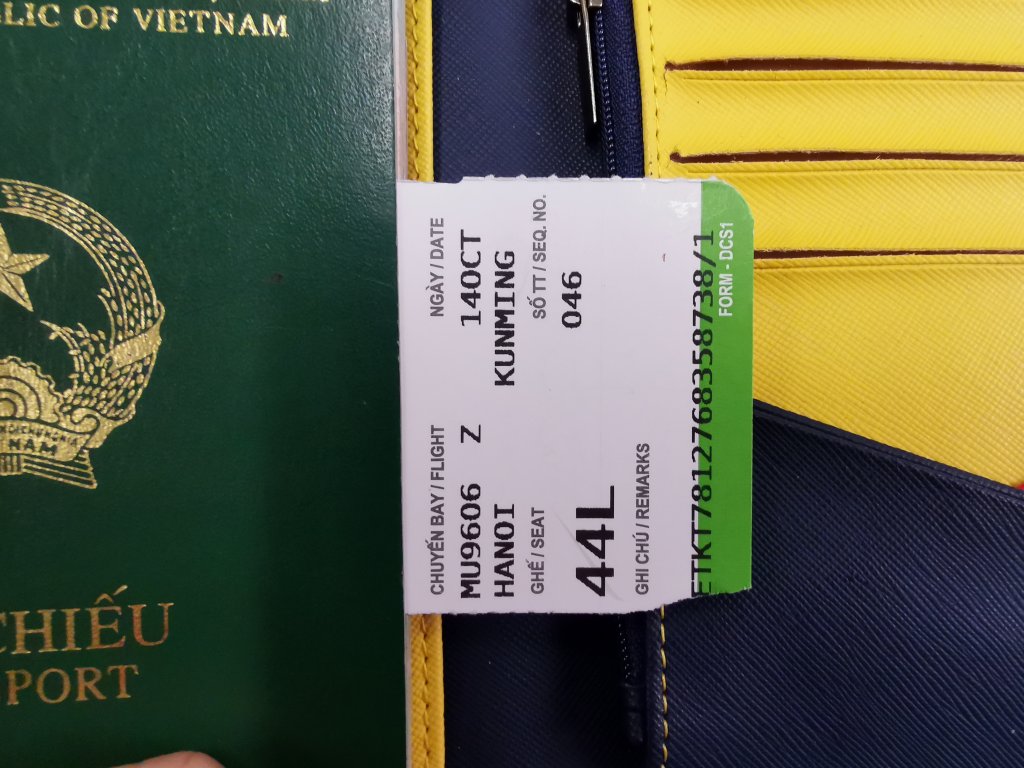 LIC OF VIETNAM
NAM
CHIẾU
PORT
CHUYẾN BAY / FLIGHT NGÀY / DATE
MU9606 Z 14OCT
HANOI KUNMING
GHẾ / SEAT SỐ TT / SEQ. NO.
44L 046
GHI CHÚ / REMARKS
ETKT7812768358738/1
FORM - DCS1